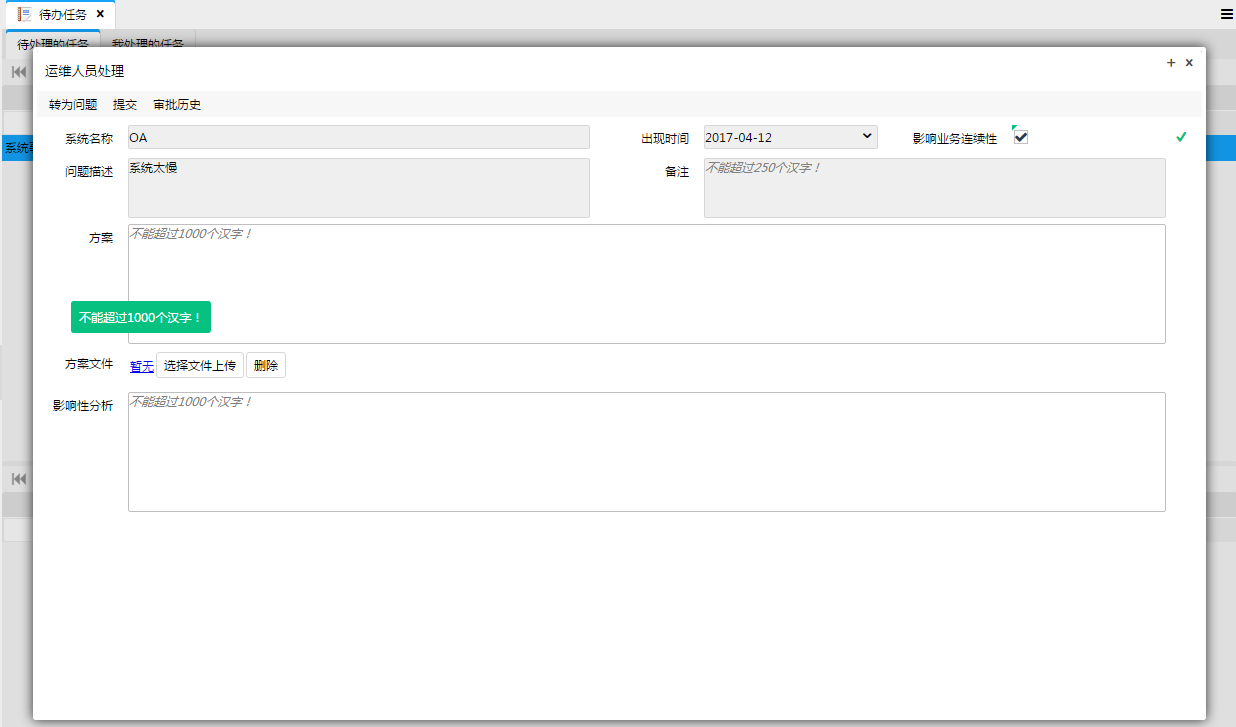 待办任务
待处理的任务 我处理的任务
运维人员处理
转为问题 提交 审批历史
系统名称 OA 出现时间 2017-04-12 影响业务连续性
系统
问题描述 系统太慢 备注 不能超过250个汉字！
方案 不能超过1000个汉字！
不能超过1000个汉字！
方案文件 暂无 选择文件上传 删除
影响性分析 不能超过1000个汉字！